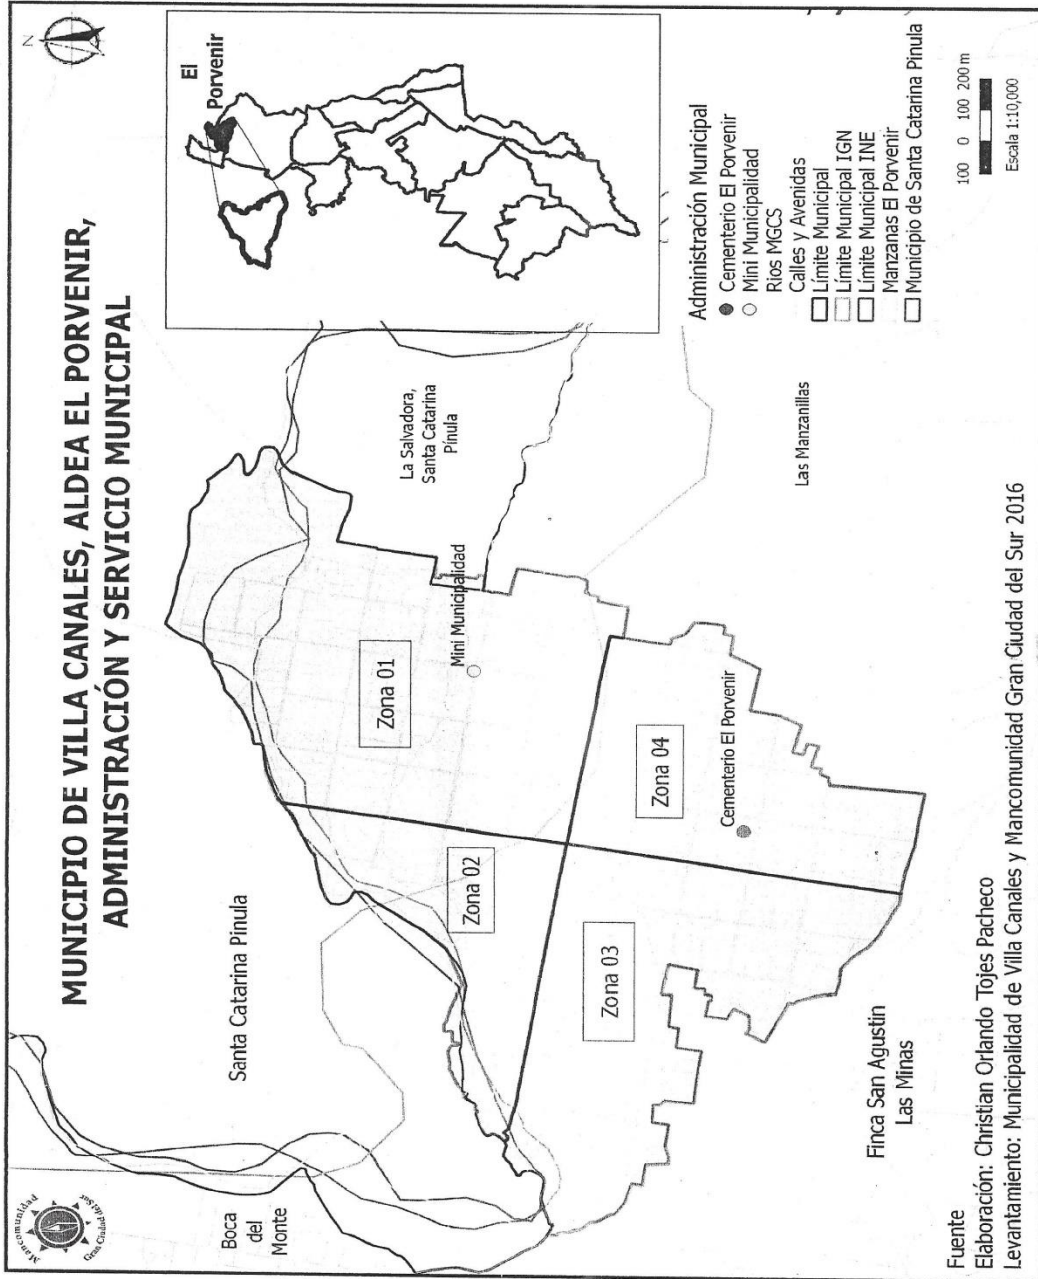 MUNICIPIO DE VILLA CANALES, ALDEA EL PORVENIR,
ADMINISTRACIÓN Y SERVICIO MUNICIPAL
Mancomunidad
Gran Ciudad del Sur
N
El
Porvenir
Boca
del
Monte
Santa Catarina Pinula
La Salvadora,
Santa Catarina
Pínula
Zona 01
Mini Municipalidad
Zona 02
Zona 03
Zona 04
Cementerio El Porvenir
Las Manzanillas
Finca San Agustin
Las Minas
Administración Municipal
Cementerio El Porvenir
Mini Municipalidad
Rios MGCS
Calles y Avenidas
Límite Municipal
Límite Municipal IGN
Límite Municipal INE
Manzanas El Porvenir
Municipio de Santa Catarina Pinula
100 0 100 200 m
Escala 1:10,000
Fuente
Elaboración: Christian Orlando Tojes Pacheco
Levantamiento: Municipalidad de Villa Canales y Mancomunidad Gran Ciudad del Sur 2016